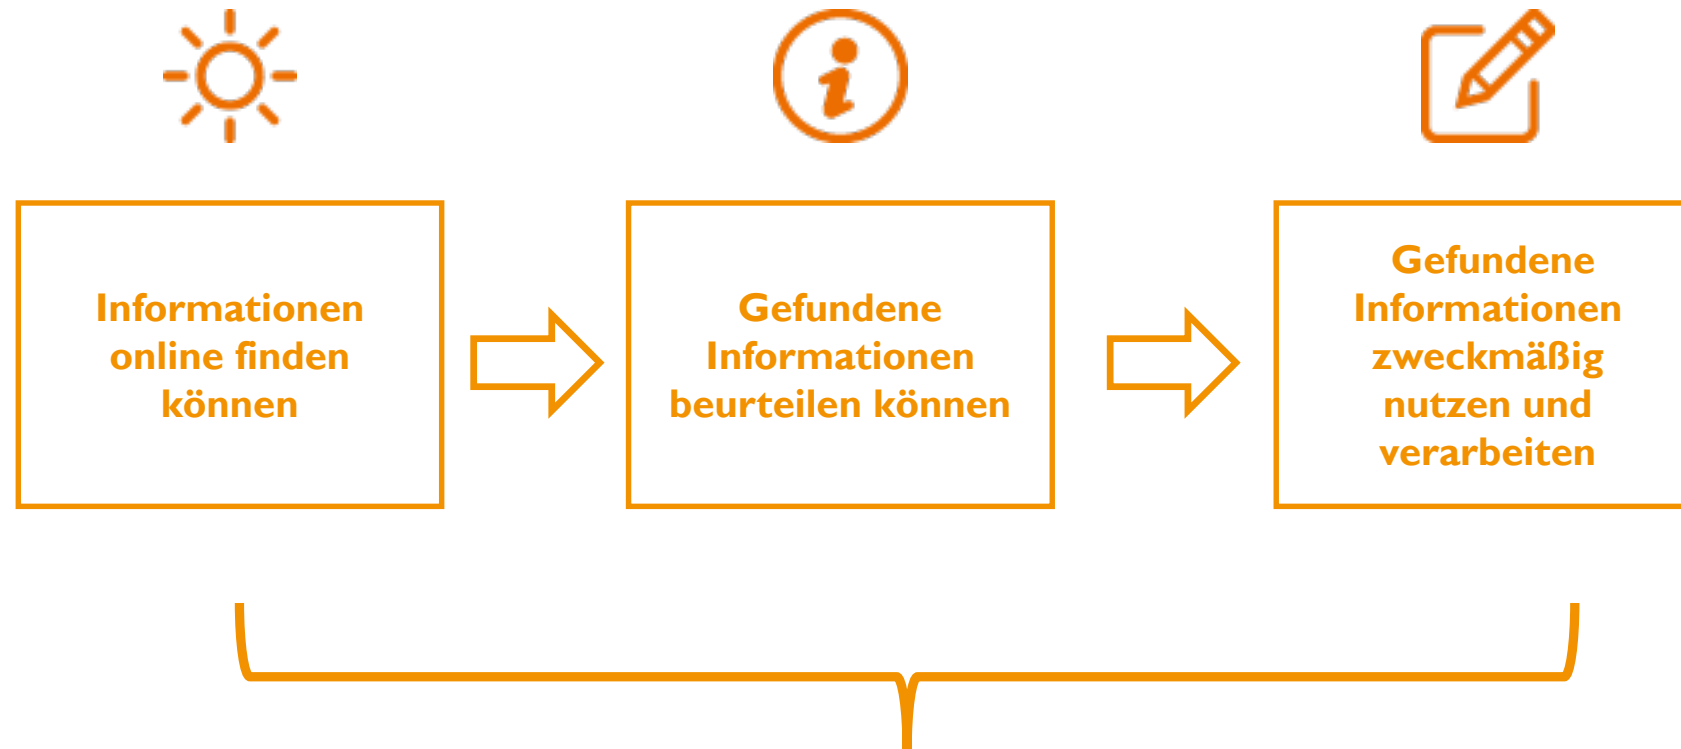 Informationen
online finden
können
Gefundene
Informationen
beurteilen können
Gefundene
Informationen
zweckmäßig
nutzen und
verarbeiten